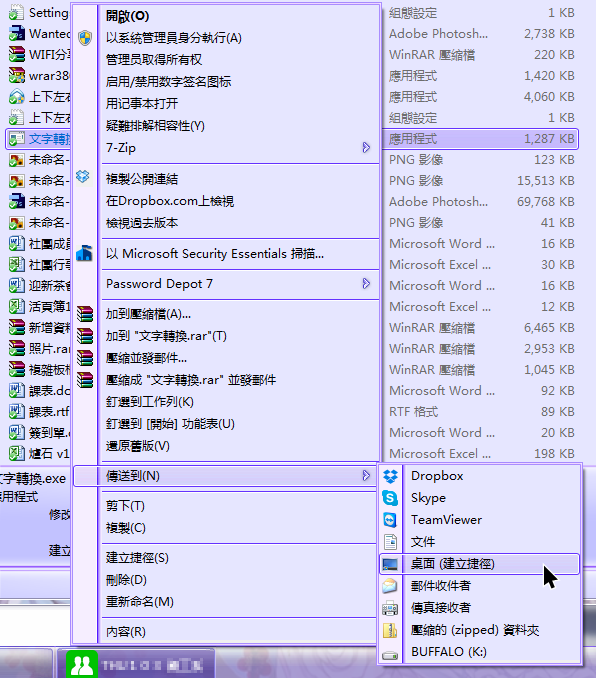 Setting
Wanted
WIFI分
wrar38
上下左右
上下左右
文字轉換
未命名-
未命名-
未命名-
未命名-
社團成員
社團行事
迎新茶會
活頁簿1
新增資料
照片.rar
複雜板
課表.do
課表.rtf
簽到單.
爐石 v1
開啟(O)
以系統管理員身分執行(A)
管理员取得所有权
启用/禁用数字签名图标
用记事本打开
疑難排解相容性(Y)
7-Zip
複製公開連結
在Dropbox.com上檢視
檢視過去版本
以 Microsoft Security Essentials 掃描...
Password Depot 7
加到壓縮檔(A)...
加到 "文字轉換.rar"(T)
壓縮並發郵件...
壓縮成 "文字轉換.rar" 並發郵件
釘選到工作列(K)
釘選到 [開始] 功能表(U)
還原舊版(V)
傳送到(N)
剪下(T)
複製(C)
建立捷徑(S)
刪除(D)
重新命名(M)
內容(R)
組態設定 1 KB
Adobe Photosh... 2,738 KB
WinRAR 壓縮檔 220 KB
應用程式 1,420 KB
應用程式 4,060 KB
組態設定 1 KB
應用程式 1,287 KB
PNG 影像 123 KB
PNG 影像 15,513 KB
Adobe Photosh... 69,768 KB
PNG 影像 41 KB
Microsoft Word ... 16 KB
Microsoft Excel ... 30 KB
Microsoft Word ... 16 KB
Microsoft Excel ... 12 KB
WinRAR 壓縮檔 6,465 KB
WinRAR 壓縮檔 2,953 KB
WinRAR 壓縮檔 1,045 KB
Microsoft Word ... 92 KB
RTF 格式 89 KB
Microsoft Word ... 20 KB
Microsoft Excel ... 198 KB
Dropbox
Skype
TeamViewer
文件
桌面 (建立捷徑)
郵件收件者
傳真接收者
壓縮的 (zipped) 資料夾
BUFFALO (K:)
文字轉換.exe
應用程式
修改
建立